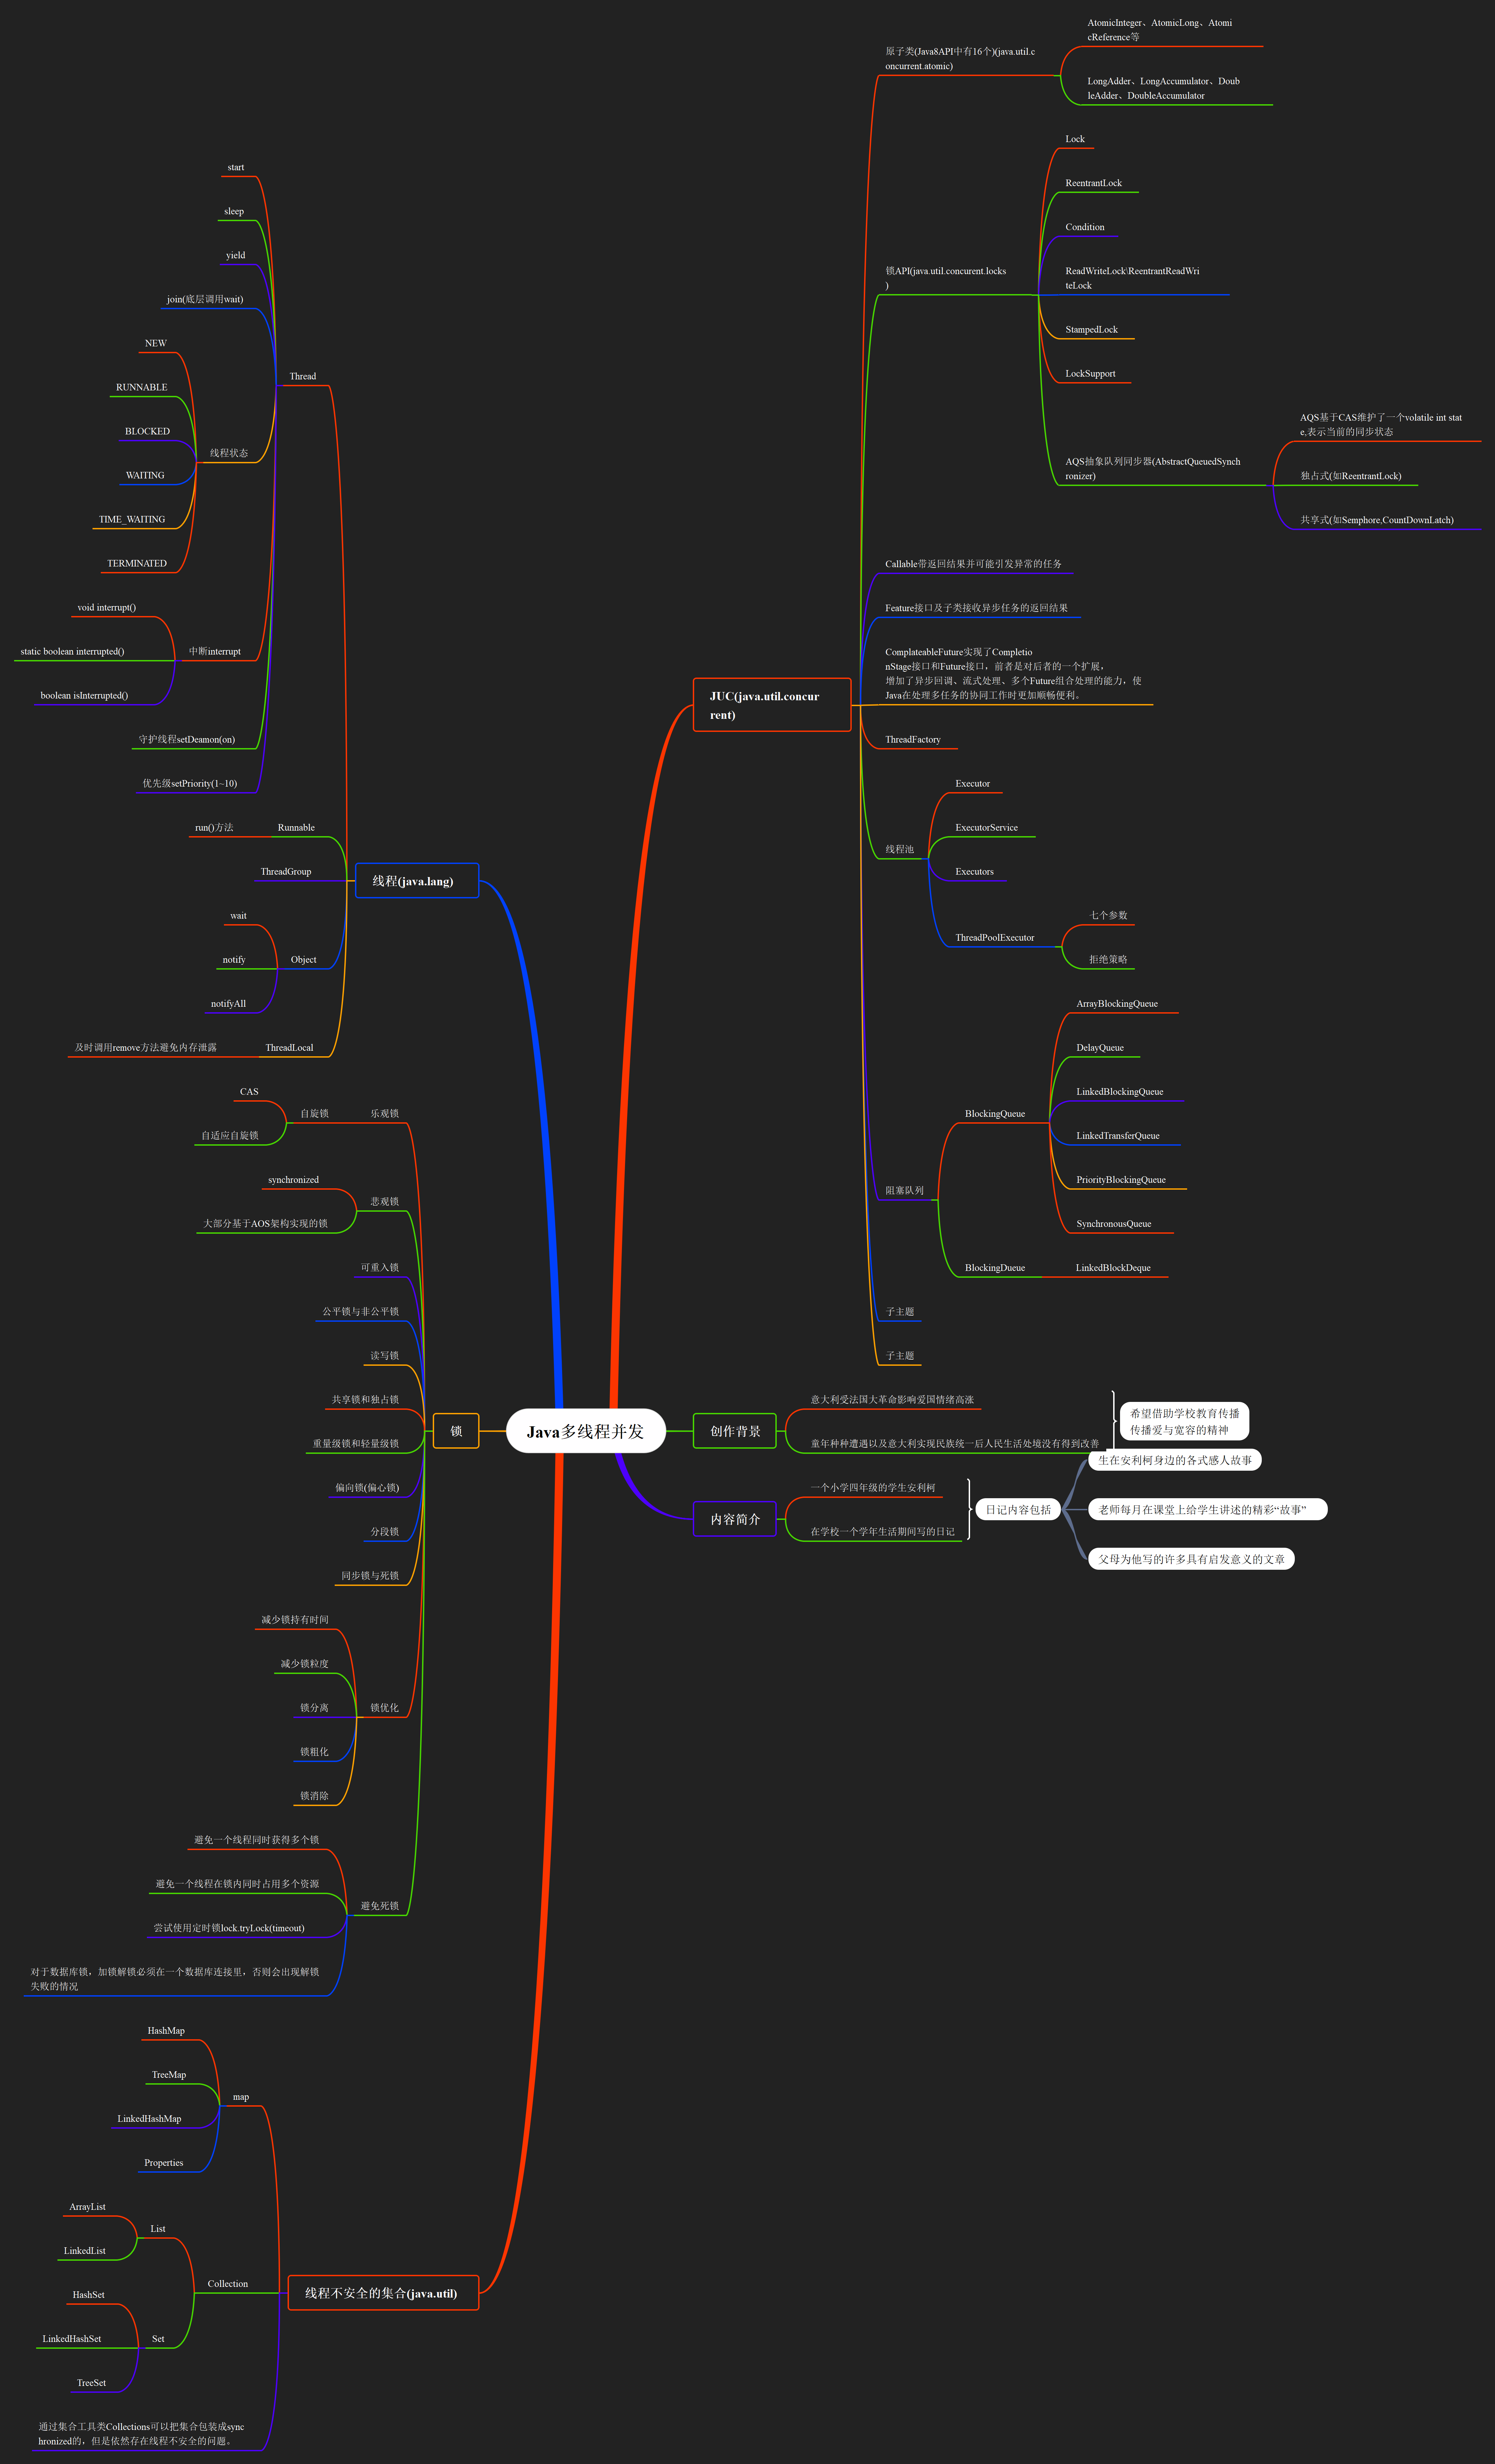 Java多线程并发
JUC(java.util.concur
rent)
原子类(Java8API中有16个)(java.util.c
oncurrent.atomic)
AtomicInteger、AtomicLong、Atomi
cReference等
LongAdder、LongAccumulator、Doub
leAdder、DoubleAccumulator
锁API(java.util.concurent.locks
)
Lock
ReentrantLock
Condition
ReadWriteLock\ReentrantReadWri
teLock
StampedLock
LockSupport
AQS抽象队列同步器(AbstractQueuedSynch
ronizer)
AQS基于CAS维护了一个volatile int stat
e,表示当前的同步状态
独占式(如ReentrantLock)
共享式(如Semphore,CountDownLatch)
Callable带返回结果并可能引发异常的任务
Feature接口及子类接收异步任务的返回结果
ComplateableFuture实现了Completio
nStage接口和Future接口，前者是对后者的一个扩展，
增加了异步回调、流式处理、多个Future组合处理的能力，使
Java在处理多任务的协同工作时更加顺畅便利。
ThreadFactory
线程池
Executor
ExecutorService
Executors
ThreadPoolExecutor
七个参数
拒绝策略
阻塞队列
BlockingQueue
ArrayBlockingQueue
DelayQueue
LinkedBlockingQueue
LinkedTransferQueue
PriorityBlockingQueue
SynchronousQueue
BlockingDueue
LinkedBlockDeque
子主题
子主题
创作背景
意大利受法国大革命影响爱国情绪高涨
童年种种遭遇以及意大利实现民族统一后人民生活处境没有得到改善
希望借助学校教育传播
传播爱与宽容的精神
内容简介
一个小学四年级的学生安利柯
在学校一个学年生活期间写的日记
日记内容包括
生在安利柯身边的各式感人故事
老师每月在课堂上给学生讲述的精彩“故事”
父母为他写的许多具有启发意义的文章
线程(java.lang)
Thread
start
sleep
yield
join(底层调用wait)
线程状态
NEW
RUNNABLE
BLOCKED
WAITING
TIME_WAITING
TERMINATED
中断interrupt
void interrupt()
static boolean interrupted()
boolean isInterrupted()
守护线程setDeamon(on)
优先级setPriority(1~10)
Runnable
run()方法
ThreadGroup
Object
wait
notify
notifyAll
ThreadLocal
及时调用remove方法避免内存泄露
锁
乐观锁
自旋锁
CAS
自适应自旋锁
悲观锁
synchronized
大部分基于AOS架构实现的锁
可重入锁
公平锁与非公平锁
读写锁
共享锁和独占锁
重量级锁和轻量级锁
偏向锁(偏心锁)
分段锁
同步锁与死锁
锁优化
减少锁持有时间
减少锁粒度
锁分离
锁粗化
锁消除
避免死锁
避免一个线程同时获得多个锁
避免一个线程在锁内同时占用多个资源
尝试使用定时锁lock.tryLock(timeout)
对于数据库锁，加锁解锁必须在一个数据库连接里，否则会出现解锁
失败的情况
线程不安全的集合(java.util)
map
HashMap
TreeMap
LinkedHashMap
Properties
Collection
List
ArrayList
LinkedList
Set
HashSet
LinkedHashSet
TreeSet
通过集合工具类Collections可以把集合包装成sync
hronized的，但是依然存在线程不安全的问题。